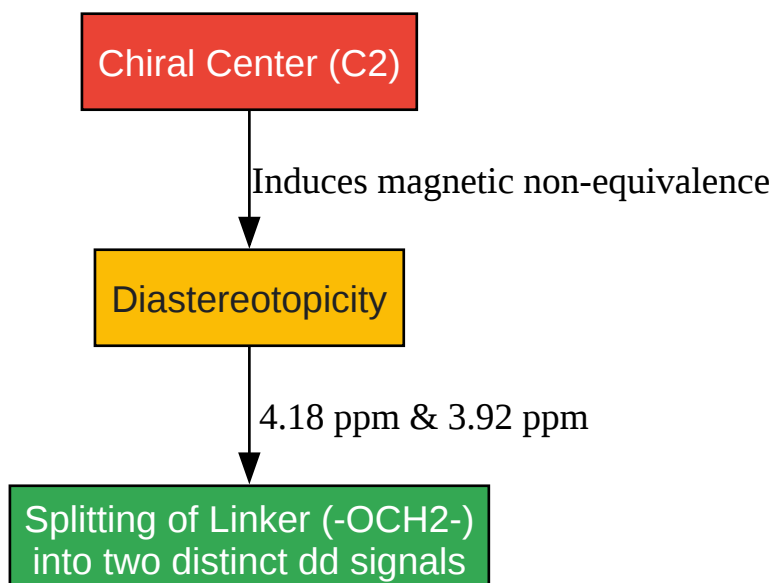 Chiral Center (C2)
Induces magnetic non-equivalence
Diastereotopicity
4.18 ppm & 3.92 ppm
Splitting of Linker (-OCH2-)
into two distinct dd signals